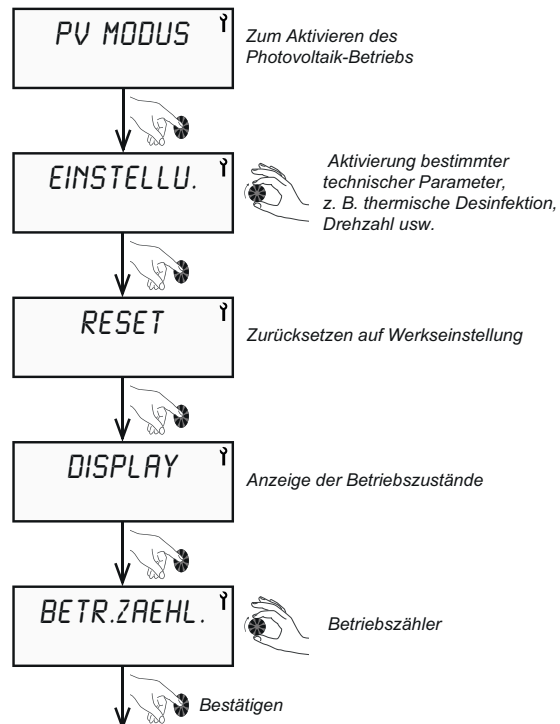 PV MODUS
Zum Aktivieren des
Photovoltaik-Betriebs
EINSTELLU.
Aktivierung bestimmter
technischer Parameter,
z. B. thermische Desinfektion,
Drehzahl usw.
RESET
Zurücksetzen auf Werkseinstellung
DISPLAY
Anzeige der Betriebszustände
BETR.ZAEHL.
Betriebszähler
Bestätigen